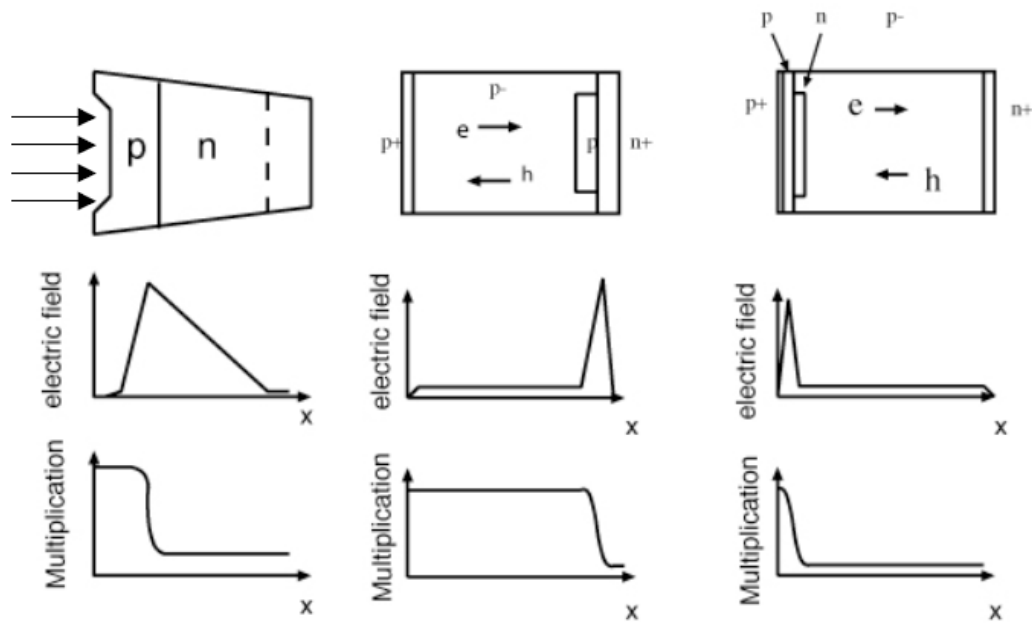 p n p-
p-
p+ e p n+
h
p+ e n+
h
p n
electric field
x
electric field
x
electric field
x
Multiplication
x
Multiplication
x
Multiplication
x